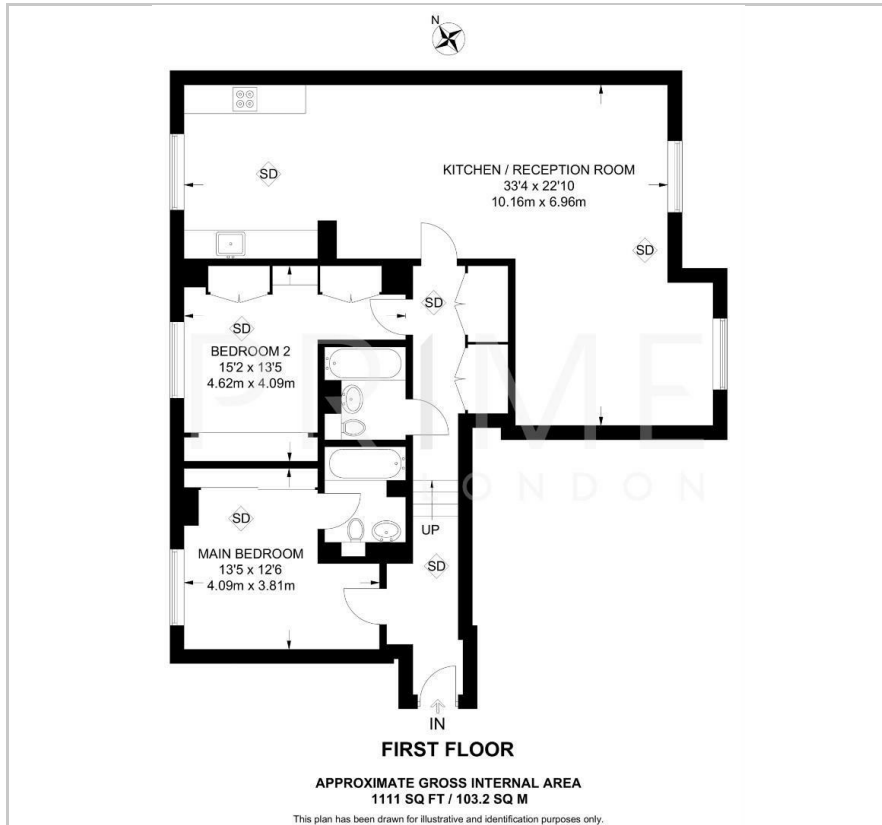 N
SD
KITCHEN / RECEPTION ROOM
33'4 x 22'10
10.16m x 6.96m
SD
SD
SD
BEDROOM 2
15'2 x 13'5
4.62m x 4.09m
PRIME
LONDON
SD
UP
MAIN BEDROOM
13'5 x 12'6
4.09m x 3.81m
SD
IN
FIRST FLOOR
APPROXIMATE GROSS INTERNAL AREA
1111 SQ FT / 103.2 SQ M
This plan has been drawn for illustrative and identification purposes only.